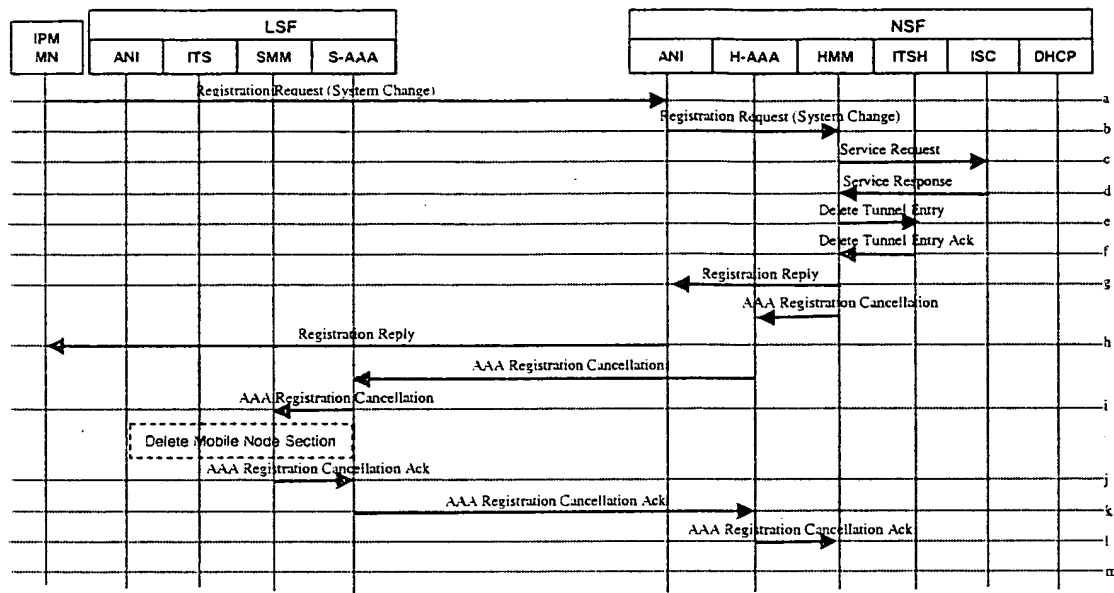 IPM
MN
LSF
ANI
ITS
SMM
S-AAA
NSF
ANI
H-AAA
HMM
ITSH
ISC
DHCP
Registration Request (System Change)
a
Registration Request (System Change)
b
Service Request
c
Service Response
d
Delete Tunnel Entry
e
Delete Tunnel Entry Ack
f
Registration Reply
g
AAA Registration Cancellation
Registration Reply
h
AAA Registration Cancellation
AAA Registration Cancellation
i
Delete Mobile Node Section
AAA Registration Cancellation Ack
j
AAA Registration Cancellation Ack
k
AAA Registration Cancellation Ack
l
m